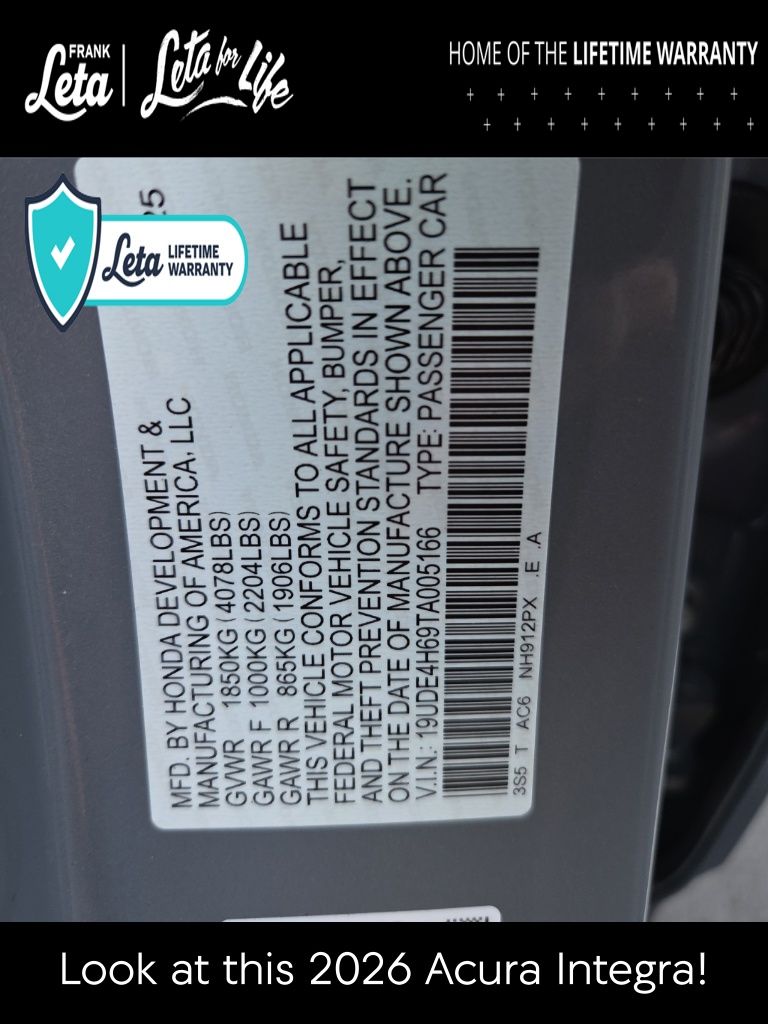 FRANK
Leta
Leta for Life
HOME OF THE LIFETIME WARRANTY
Leta LIFETIME
WARRANTY
25
MFD. BY HONDA DEVELOPMENT &
MANUFACTURING OF AMERICA, LLC
GVWR 1850KG (4078LBS)
GAWR F 1000KG (2204LBS)
GAWR R 865KG (1906LBS)
THIS VEHICLE CONFORMS TO ALL APPLICABLE
FEDERAL MOTOR VEHICLE SAFETY, BUMPER,
AND THEFT PREVENTION STANDARDS IN EFFECT
ON THE DATE OF MANUFACTURE SHOWN ABOVE.
V.I.N.: 19UDE4H69TA005166 TYPE: PASSENGER CAR
3S5 T AC6 NH912PX .E .A
Look at this 2026 Acura Integra!